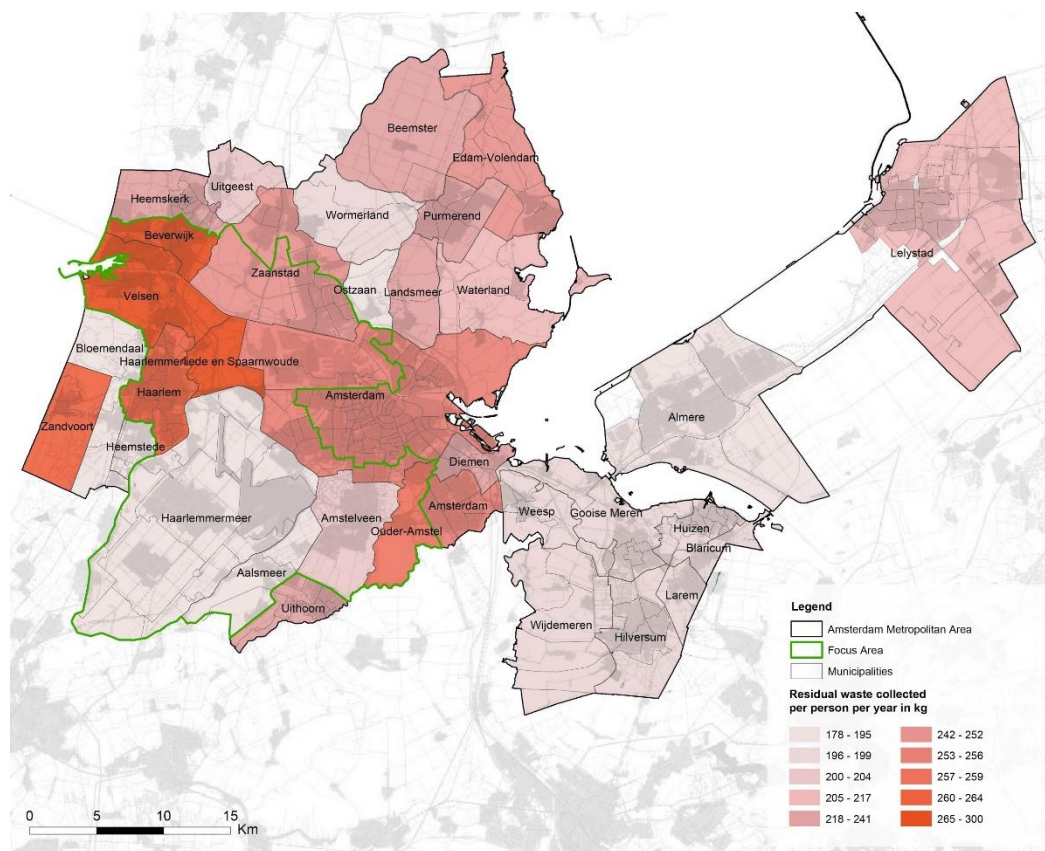 Beemster
Edam-Volendam
Uitgeest
Heemskerk
Wormerland
Purmerend
Beverwijk
Zaanstad
Lelystad
Ostzaan
Landsmeer
Waterland
Velsen
Bloemendaal
Haarlemmerliede en Spaarnwoude
Haarlem
Amsterdam
Zandvoort
Almere
Heemstede
Diemen
Amsterdam
Weesp
Gooise Meren
Haarlemmermeer
Amstelveen
Ouder-Amstel
Huizen
Blaricum
Aalsmeer
Larem
Uithoorn
Wijdemeren
Hilversum
Legend
Amsterdam Metropolitan Area
Focus Area
Municipalities
Residual waste collected
per person per year in kg
178 - 195 242 - 252
196 - 199 253 - 256
200 - 204 257 - 259
205 - 217 260 - 264
218 - 241 265 - 300
0 5 10 15
Km